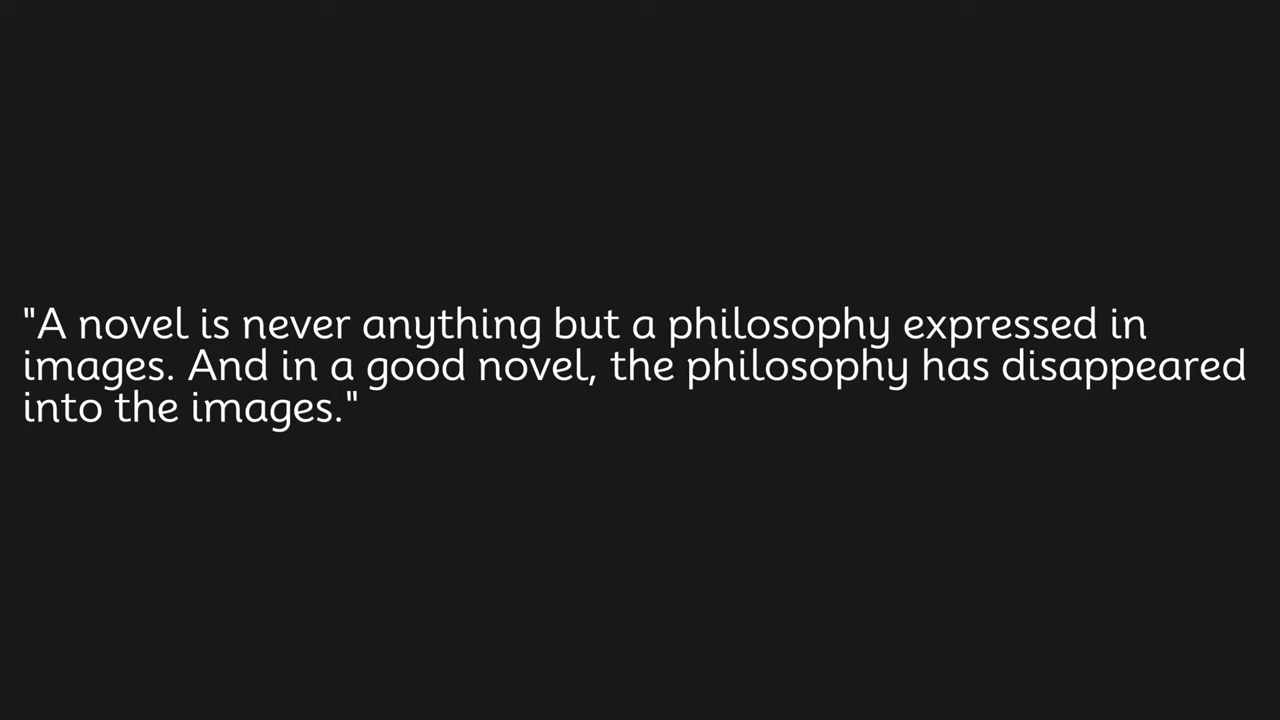 "A novel is never anything but a philosophy expressed in
images. And in a good novel, the philosophy has disappeared
into the images."